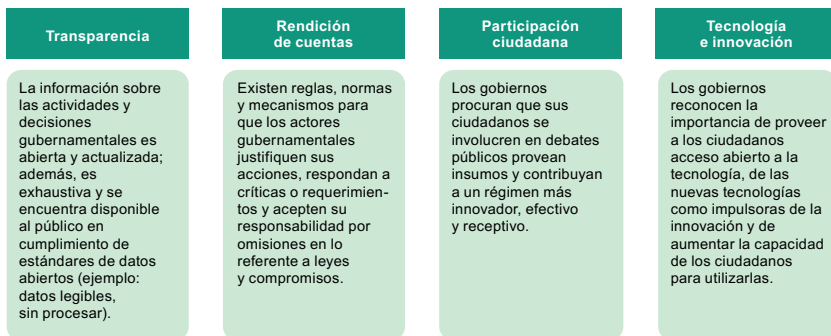 Transparencia
La información sobre
las actividades y
decisiones
gubernamentales es
abierta y actualizada;
además, es
exhaustiva y se
encuentra disponible
al público en
cumplimiento de
estándares de datos
abiertos (ejemplo:
datos legibles,
sin procesar).
Rendición
de cuentas
Existen reglas, normas
y mecanismos para
que los actores
gubernamentales
justifiquen sus
acciones, respondan a
críticas o requerimien-
tos y acepten su
responsabilidad por
omisiones en lo
referente a leyes
y compromisos.
Participación
ciudadana
Los gobiernos
procuran que sus
ciudadanos se
involucren en debates
públicos provean
insumos y contribuyan
a un régimen más
innovador, efectivo
y receptivo.
Tecnología
e innovación
Los gobiernos
reconocen la
importancia de proveer
a los ciudadanos
acceso abierto a la
tecnología, de las
nuevas tecnologías
como impulsoras de la
innovación y de
aumentar la capacidad
de los ciudadanos
para utilizarlas.